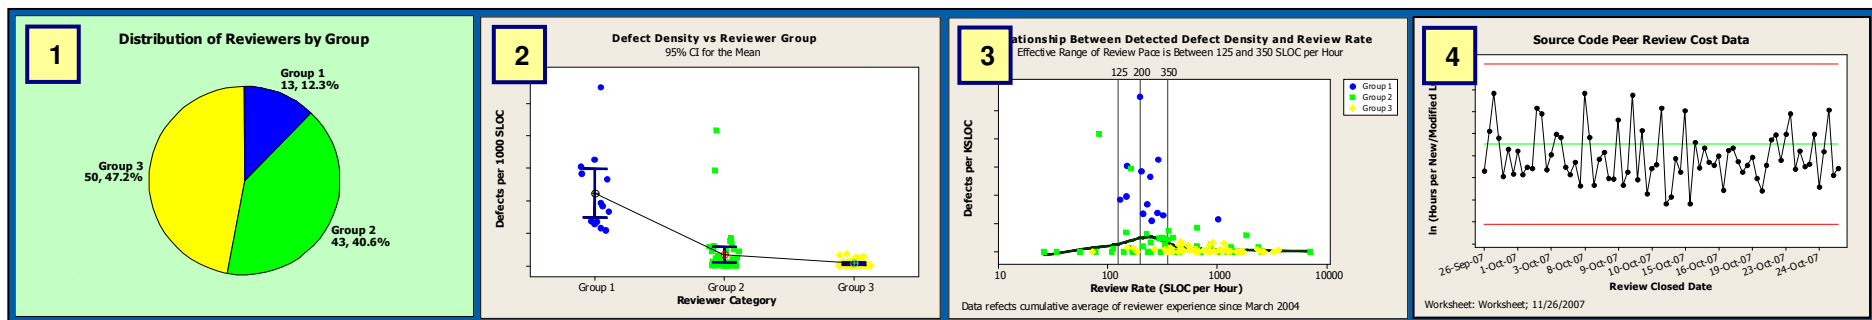 1
Distribution of Reviewers by Group
Group 1
13, 12.3%
Group 3
50, 47.2%
Group 2
43, 40.6%
2
Defect Density vs Reviewer Group
95% CI for the Mean
Defects per 1000 SLOC
Group 1
Group 2
Group 3
Reviewer Category
3
ationship Between Detected Defect Density and Review Rate
Effective Range of Review Pace is Between 125 and 350 SLOC per Hour
125 200 350
Group 1
Group 2
Group 3
Defects per KSLOC
10
100
1000
10000
Review Rate (SLOC per Hour)
Data refects cumulative average of reviewer experience since March 2004
4
Source Code Peer Review Cost Data
ln (Hours per New/Modified L
26-Sep-07
1-Oct-07
3-Oct-07
8-Oct-07
9-Oct-07
10-Oct-07
15-Oct-07
16-Oct-07
19-Oct-07
23-Oct-07
24-Oct-07
Review Closed Date
Worksheet: Worksheet; 11/26/2007